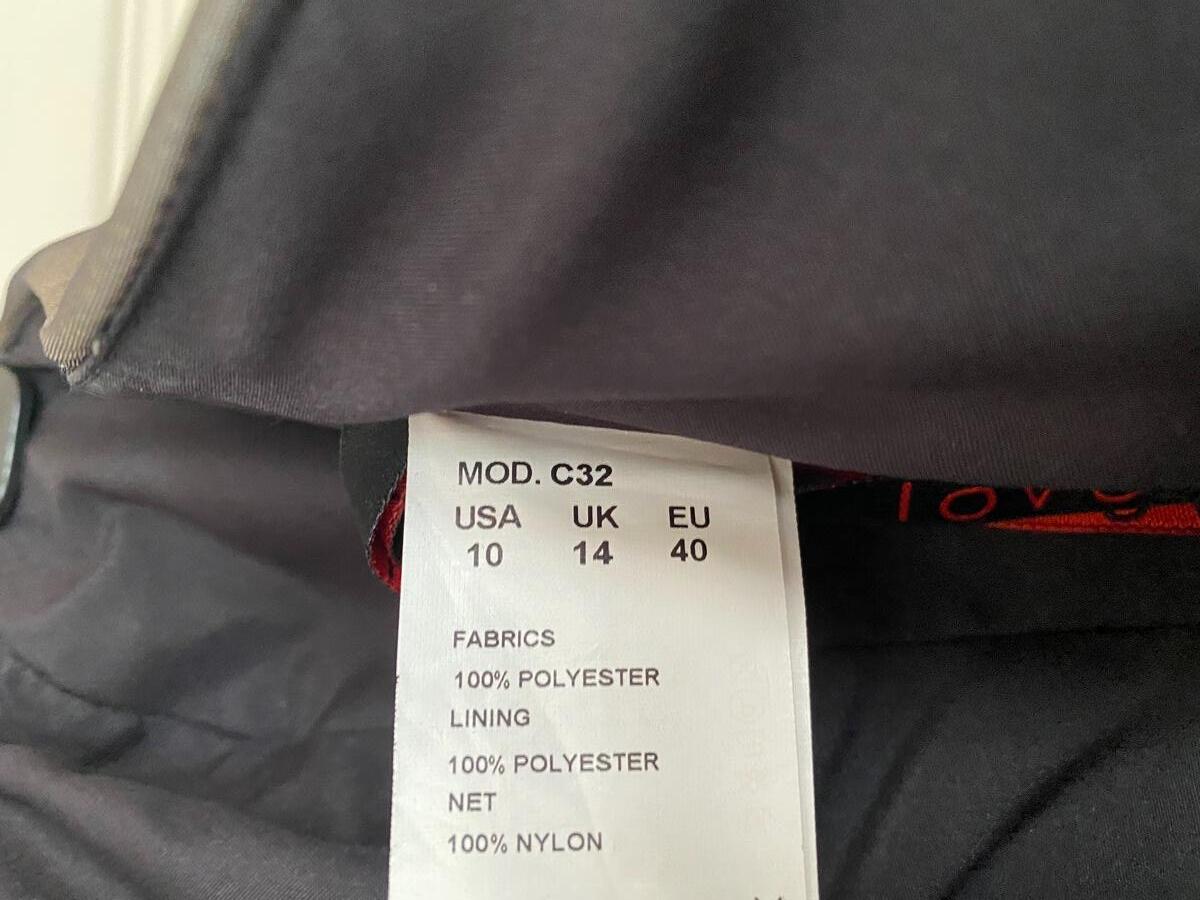 MOD. C32
USA UK EU
10 14 40
FABRICS
100% POLYESTER
LINING
100% POLYESTER
NET
100% NYLON